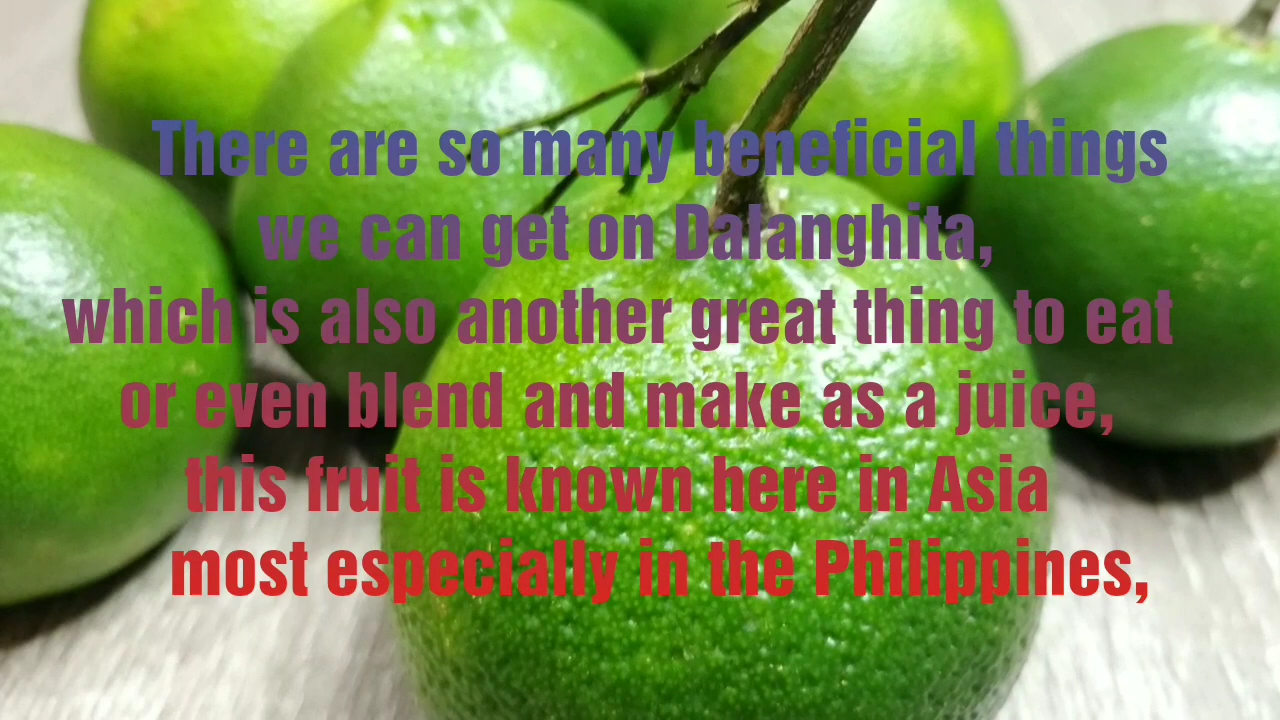 There are so many beneficial things
we can get on Dalanghita,
which is also another great thing to eat
or even blend and make as a juice,
this fruit is known here in Asia
most especially in the Philippines,